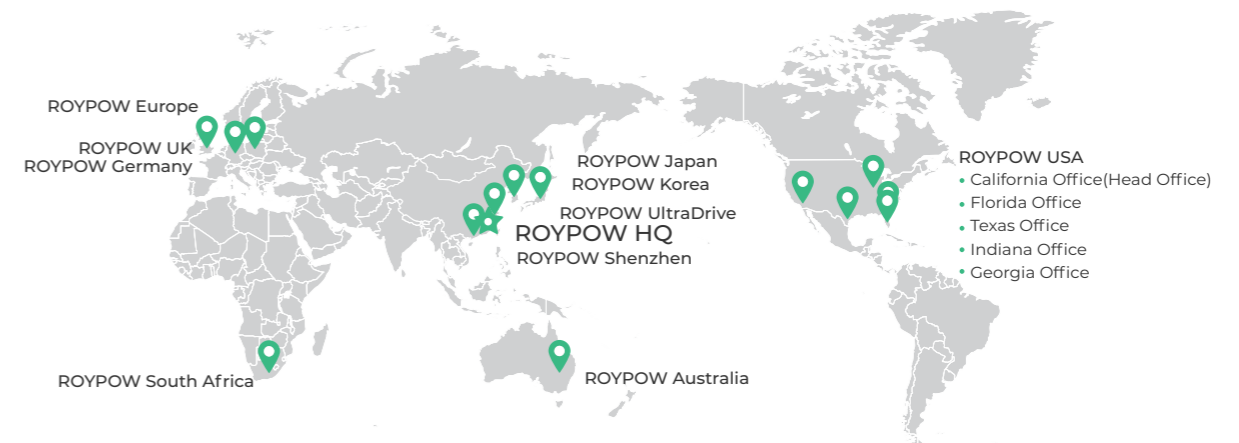 ROYPOW Europe
ROYPOW UK
ROYPOW Germany
ROYPOW South Africa
ROYPOW Japan
ROYPOW Korea
ROYPOW UltraDrive
ROYPOW HQ
ROYPOW Shenzhen
ROYPOW Australia
ROYPOW USA
• California Office(Head Office)
• Florida Office
• Texas Office
• Indiana Office
• Georgia Office